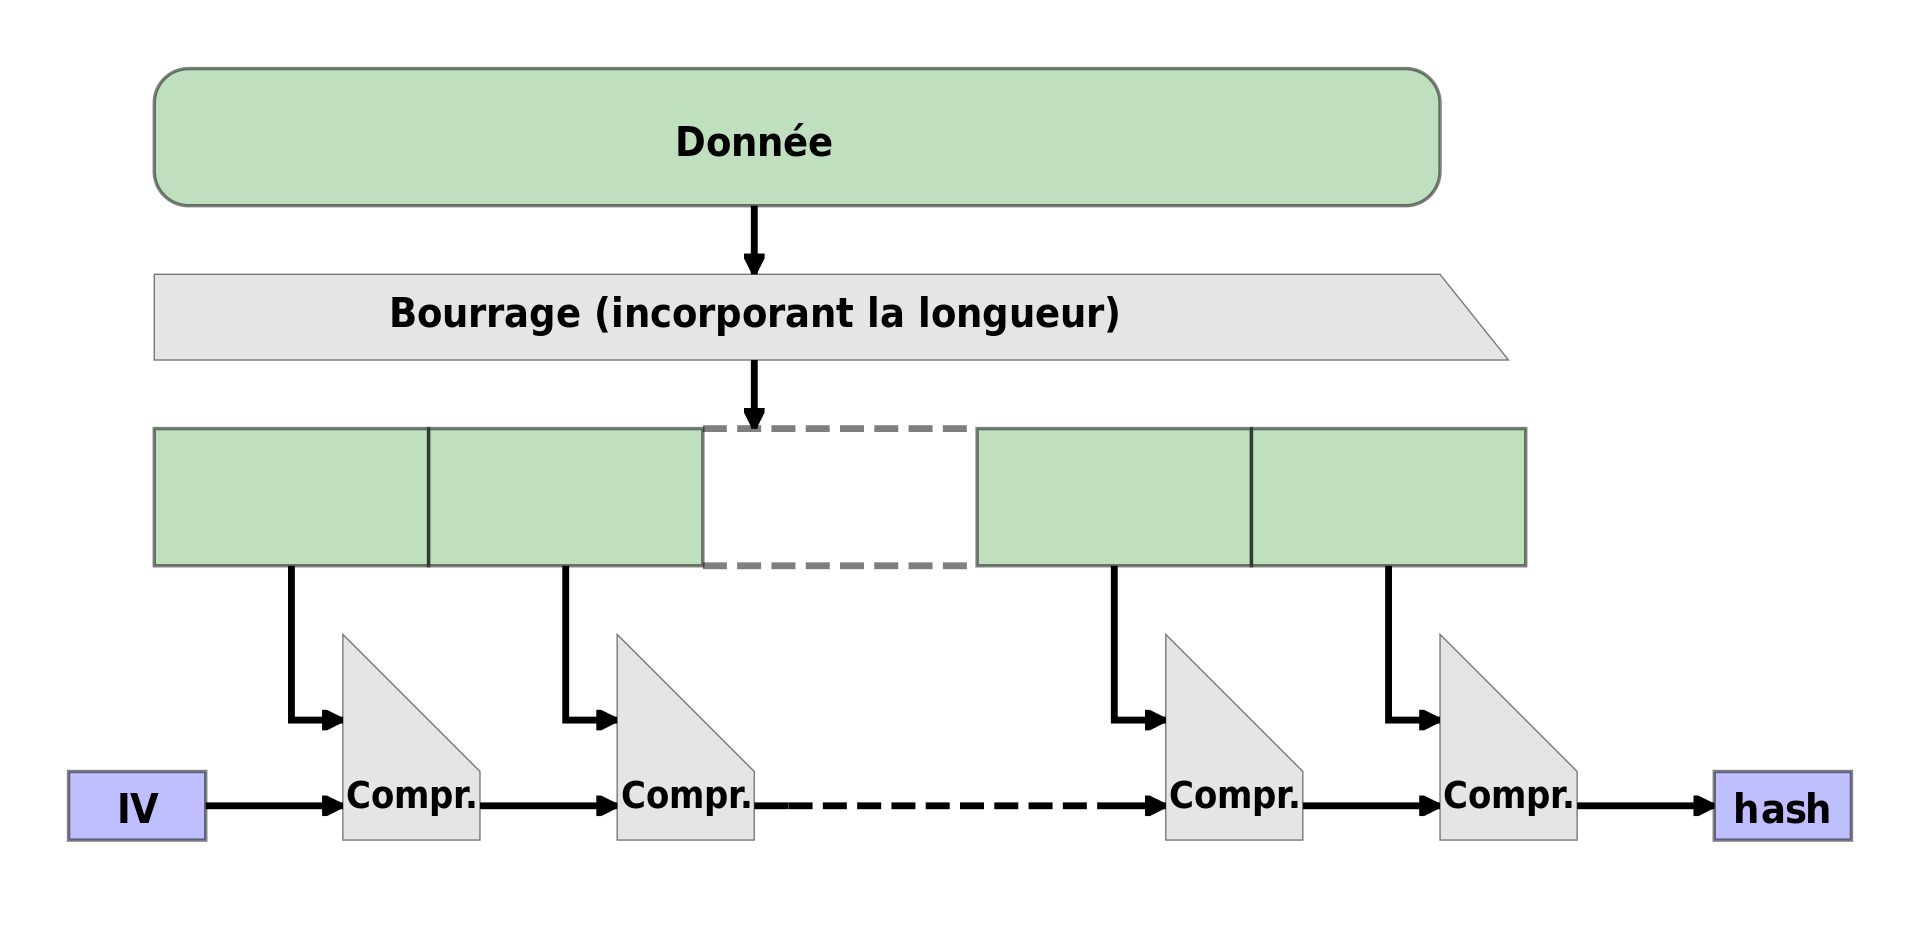 Donnée
Bourrage (incorporant la longueur)
IV
Compr.
Compr.
Compr.
Compr.
hash